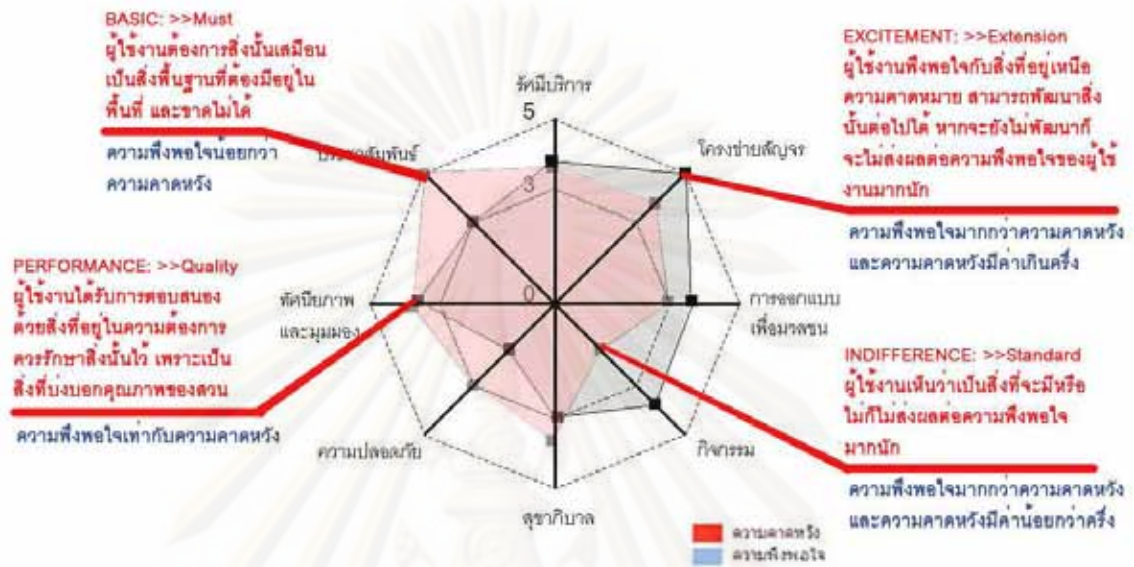 BASIC: >>Must
ผู้ใช้งานต้องการสิ่งนั้นเสมือน
เป็นสิ่งพื้นฐานที่ต้องมีอยู่ใน
พื้นที่ และขาดไม่ได้
ความพึงพอใจน้อยกว่า
ความคาดหวัง
EXCITEMENT: >>Extension
ผู้ใช้งานพึงพอใจกับสิ่งที่อยู่เหนือ
ความคาดหมาย สามารถพัฒนาสิ่ง
นั้นต่อไปได้ หากจะยังไม่พัฒนาก็
จะไม่ส่งผลต่อความพึงพอใจของผู้ใช้
งานมากนัก
ความพึงพอใจมากกว่าความคาดหวัง
และความคาดหวังมีค่าเกินครึ่ง
รัศมีบริการ
5
โครงข่ายสัญจร
3
PERFORMANCE: >>Quality
ผู้ใช้งานได้รับการตอบสนอง
ด้วยสิ่งที่อยู่ในความต้องการ
ควรรักษาสิ่งนั้นไว้ เพราะเป็น
สิ่งที่บ่งบอกคุณภาพของสวน
ความพึงพอใจเท่ากับความคาดหวัง
ทัศนียภาพ
และมุมมอง
0
การออกแบบ
เพื่อมวลชน
INDIFFERENCE: >>Standard
ผู้ใช้งานเห็นว่าเป็นสิ่งที่จะมีหรือ
ไม่ก็ไม่ส่งผลต่อความพึงพอใจ
มากนัก
ความพึงพอใจมากกว่าความคาดหวัง
และความคาดหวังมีค่าน้อยกว่าครึ่ง
ความปลอดภัย
กิจกรรม
สุขาภิบาล
ความคาดหวัง
ความพึงพอใจ